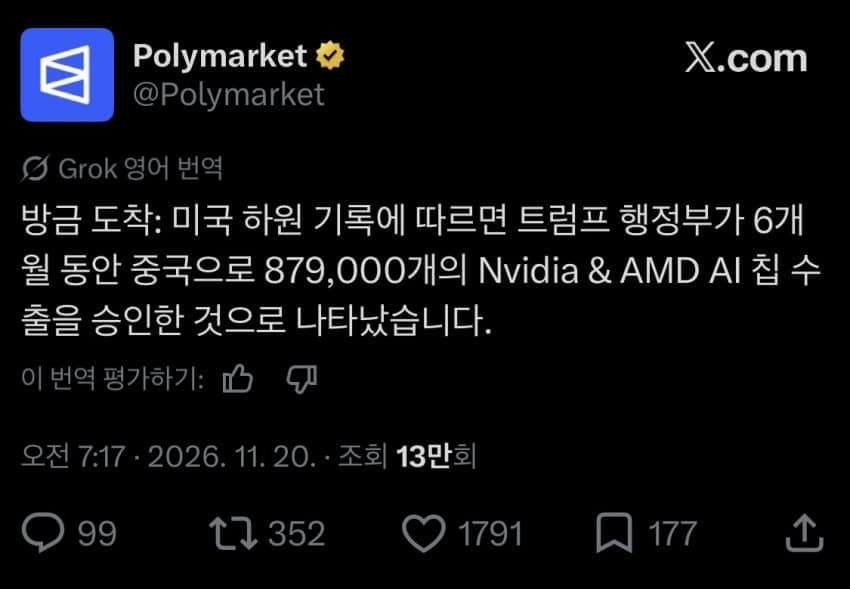 Polymarket
@Polymarket
𝕏.com
Grok 영어 번역
방금 도착: 미국 하원 기록에 따르면 트럼프 행정부가 6개
월 동안 중국으로 879,000개의 Nvidia & AMD AI 칩 수
출을 승인한 것으로 나타났습니다.
이 번역 평가하기:
오전 7:17 · 2026. 11. 20. · 조회 13만회
99 352 1791 177